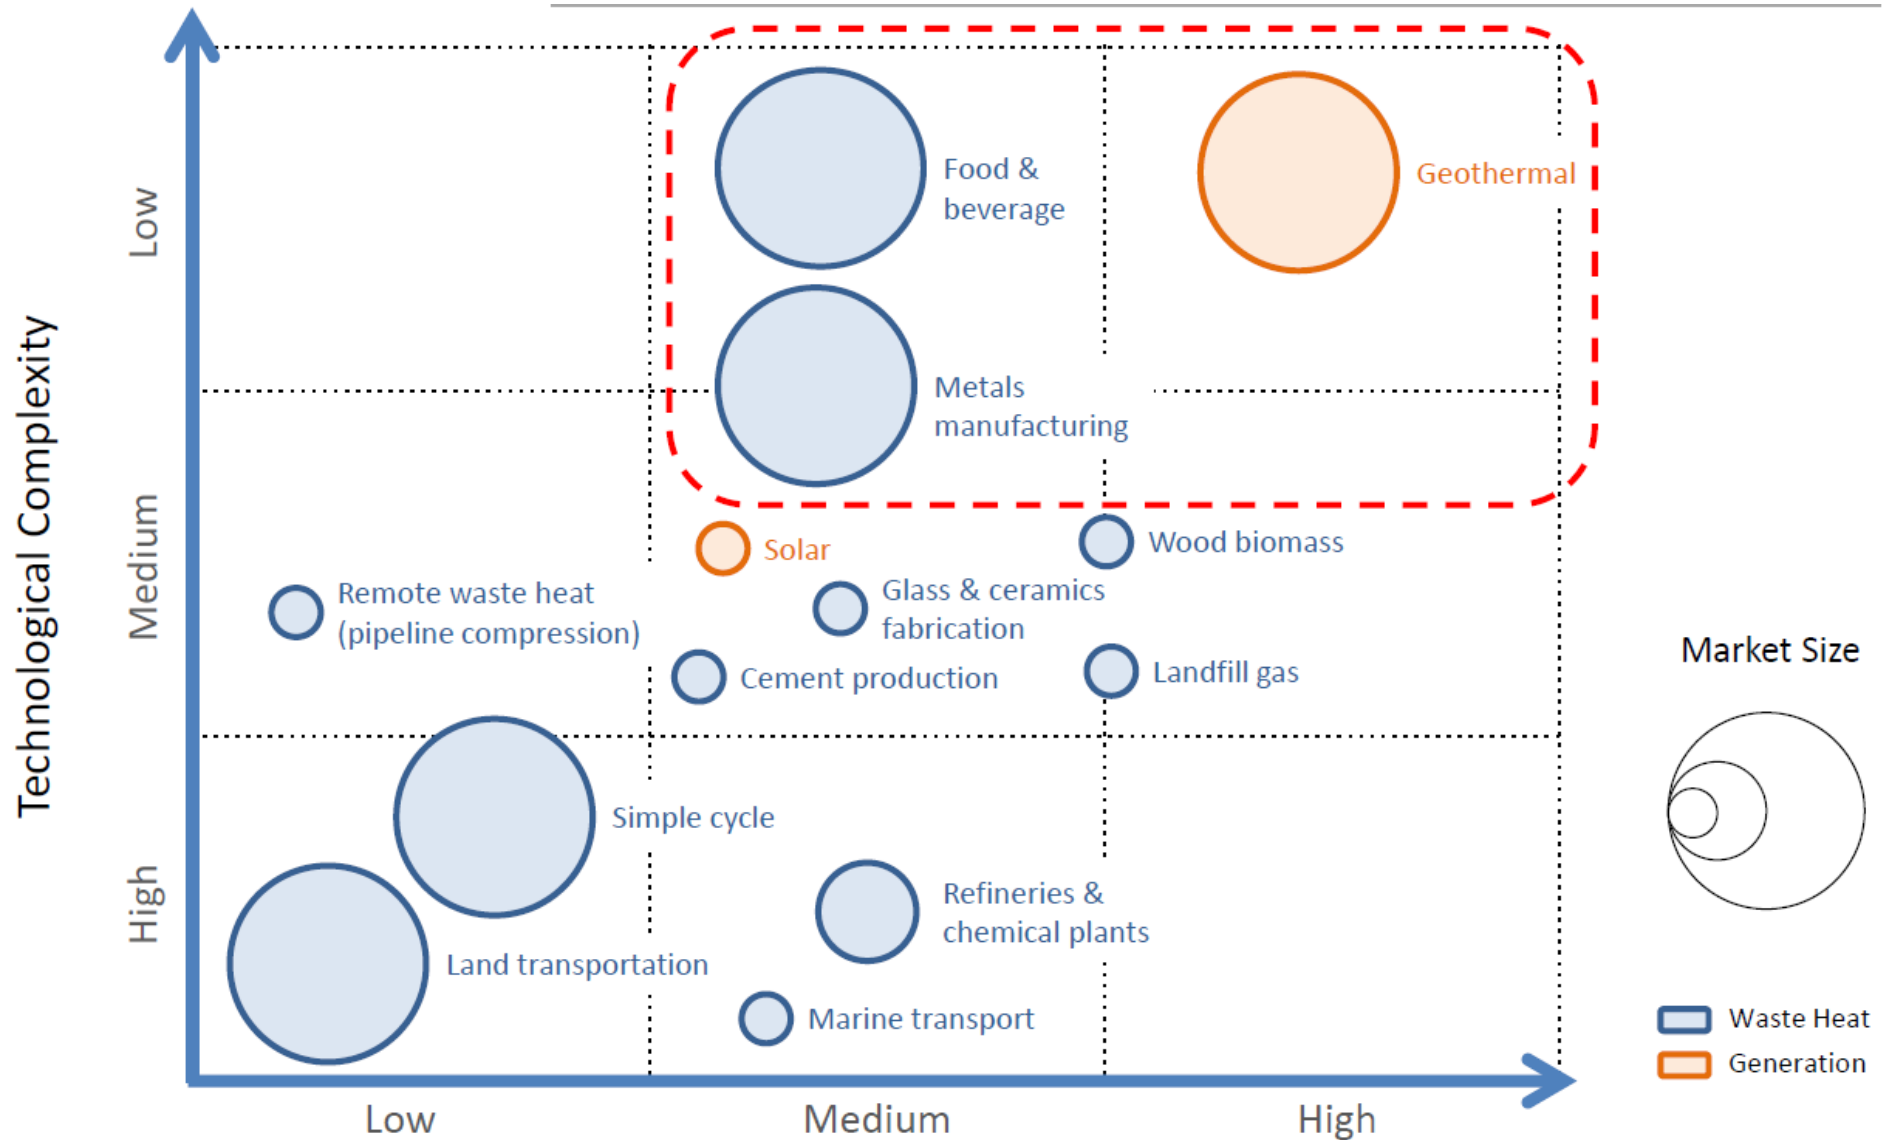 Technological Complexity
Low
Medium
High
Food &
beverage
Geothermal
Metals
manufacturing
Solar
Wood biomass
Remote waste heat
(pipeline compression)
Glass & ceramics
fabrication
Cement production
Landfill gas
Simple cycle
Refineries &
chemical plants
Land transportation
Marine transport
Low
Medium
High
Market Size
Waste Heat
Generation